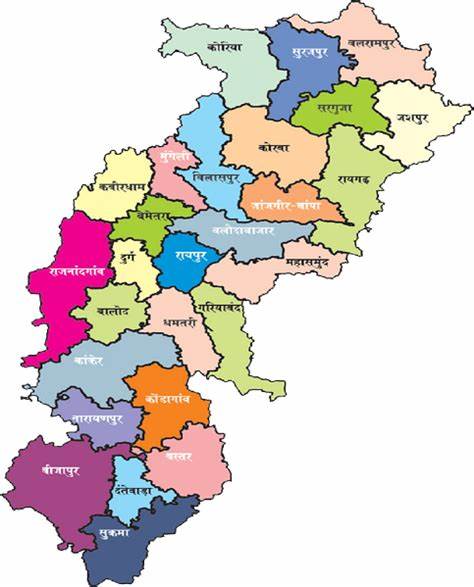 कोरिया
सुरजपुर
बलरामपुर
सरगुजा
जशपुर
कोरबा
मुंगेली
बिलासपुर
कवीरधाम
रायगढ़
जांजगीर-चांपा
बेमेतरा
बलोदाबाजार
दुर्ग
रायपुर
महासमुंद
राजनांदगांव
बालोद
गरियाबंद
धमतरी
कांकेर
कोंडागांव
नारायणपुर
बस्तर
बीजापुर
दंतेवाड़ा
सुकमा